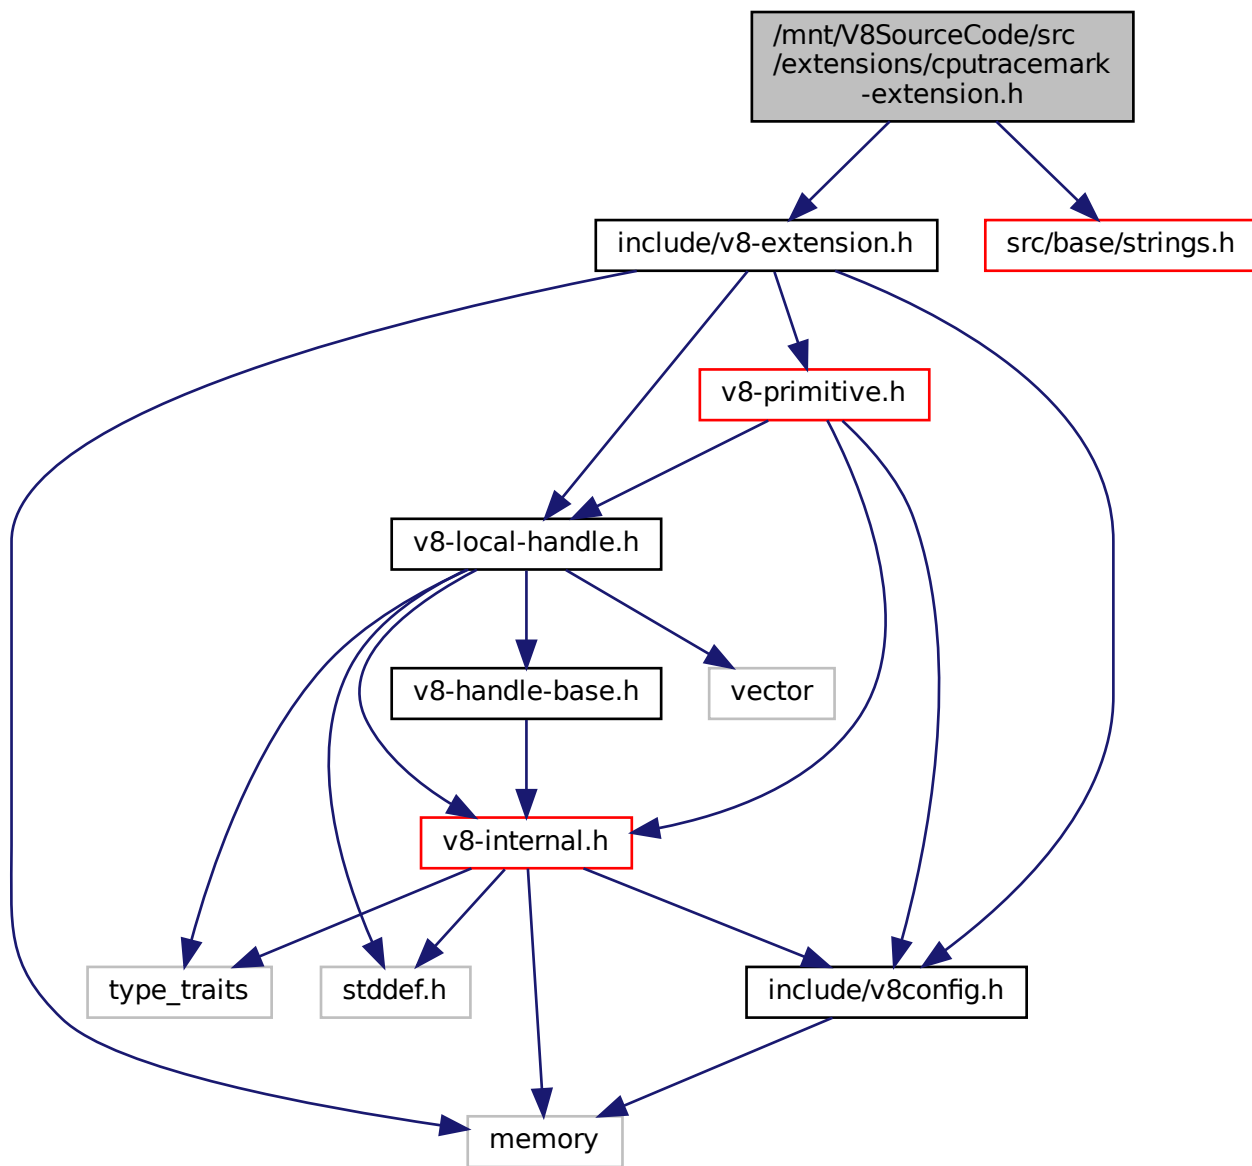 /mnt/V8SourceCode/src
/extensions/cputracemark
-extension.h
include/v8-extension.h
src/base/strings.h
v8-primitive.h
v8-local-handle.h
v8-handle-base.h
vector
v8-internal.h
type_traits
stddef.h
include/v8config.h
memory